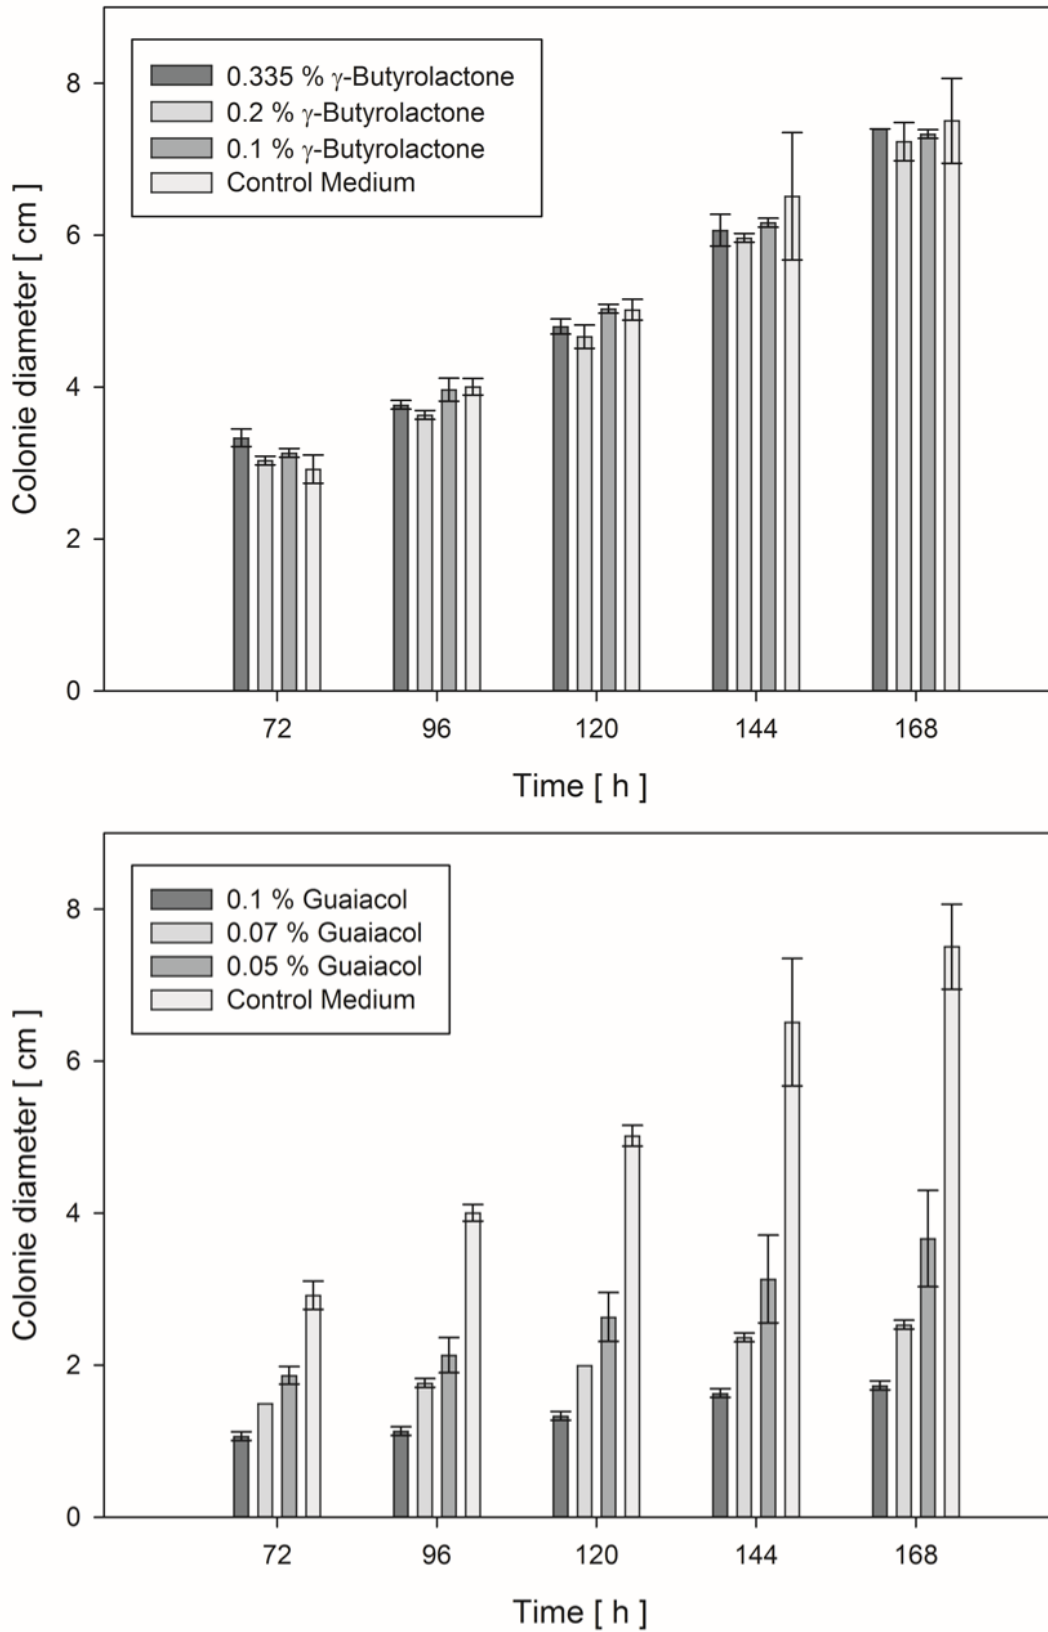 0.335 % γ-Butyrolactone
0.2 % γ-Butyrolactone
0.1 % γ-Butyrolactone
Control Medium
Colonie diameter [ cm ]
8
6
4
2
0
72 96 120 144 168
Time [ h ]
0.1 % Guaiacol
0.07 % Guaiacol
0.05 % Guaiacol
Control Medium
Colonie diameter [ cm ]
8
6
4
2
0
72 96 120 144 168
Time [ h ]